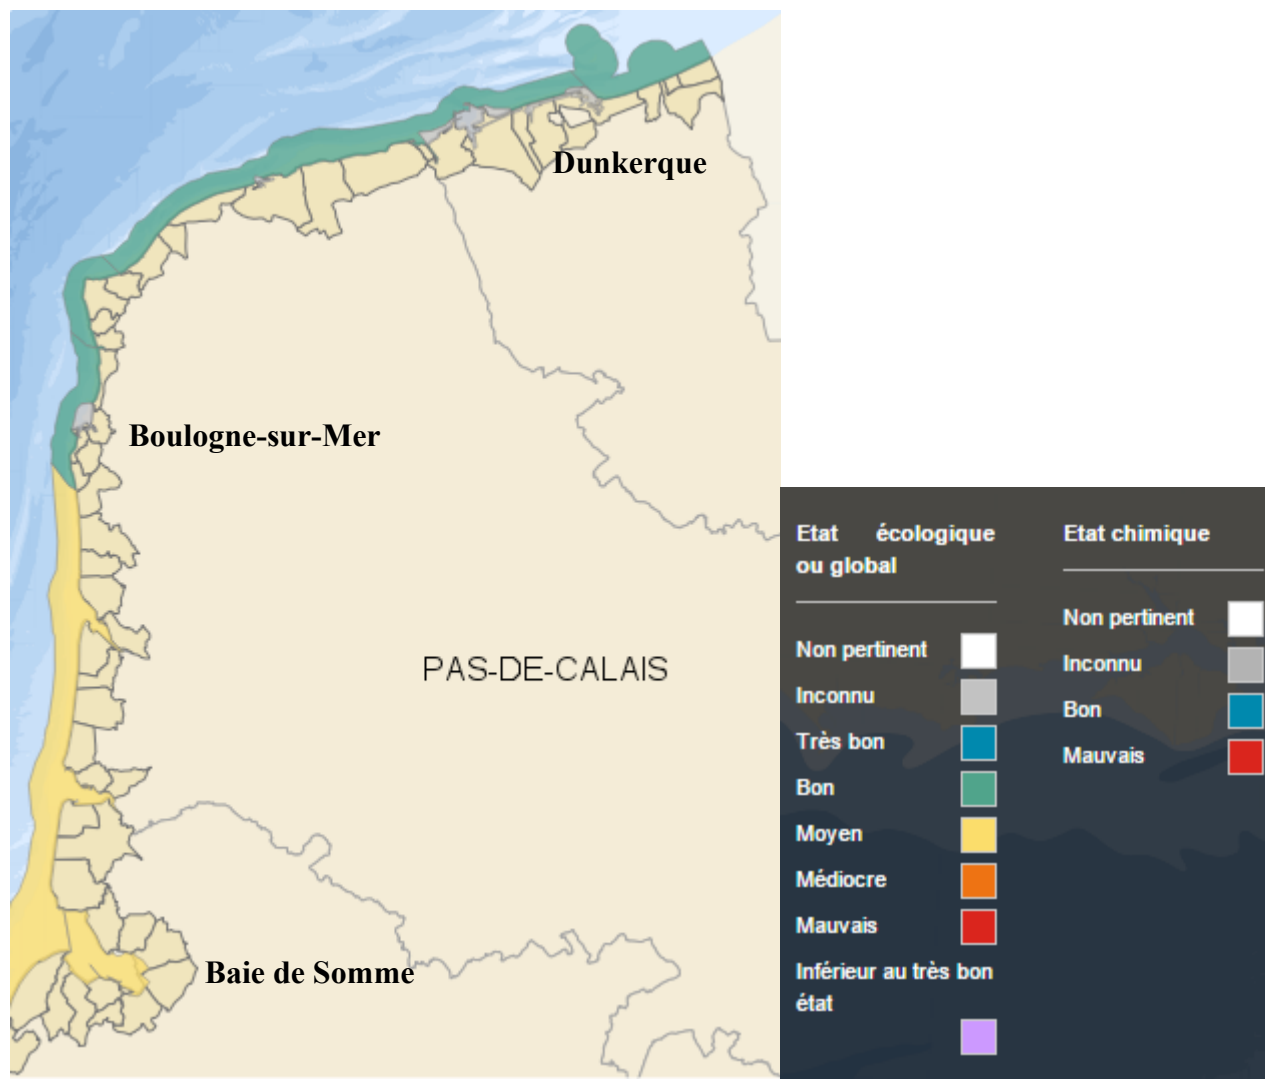 Dunkerque
Boulogne-sur-Mer
PAS-DE-CALAIS
Baie de Somme
Etat écologique
ou global
Non pertinent
Inconnu
Très bon
Bon
Moyen
Médiocre
Mauvais
Inférieur au très bon
état
Etat chimique
Non pertinent
Inconnu
Bon
Mauvais